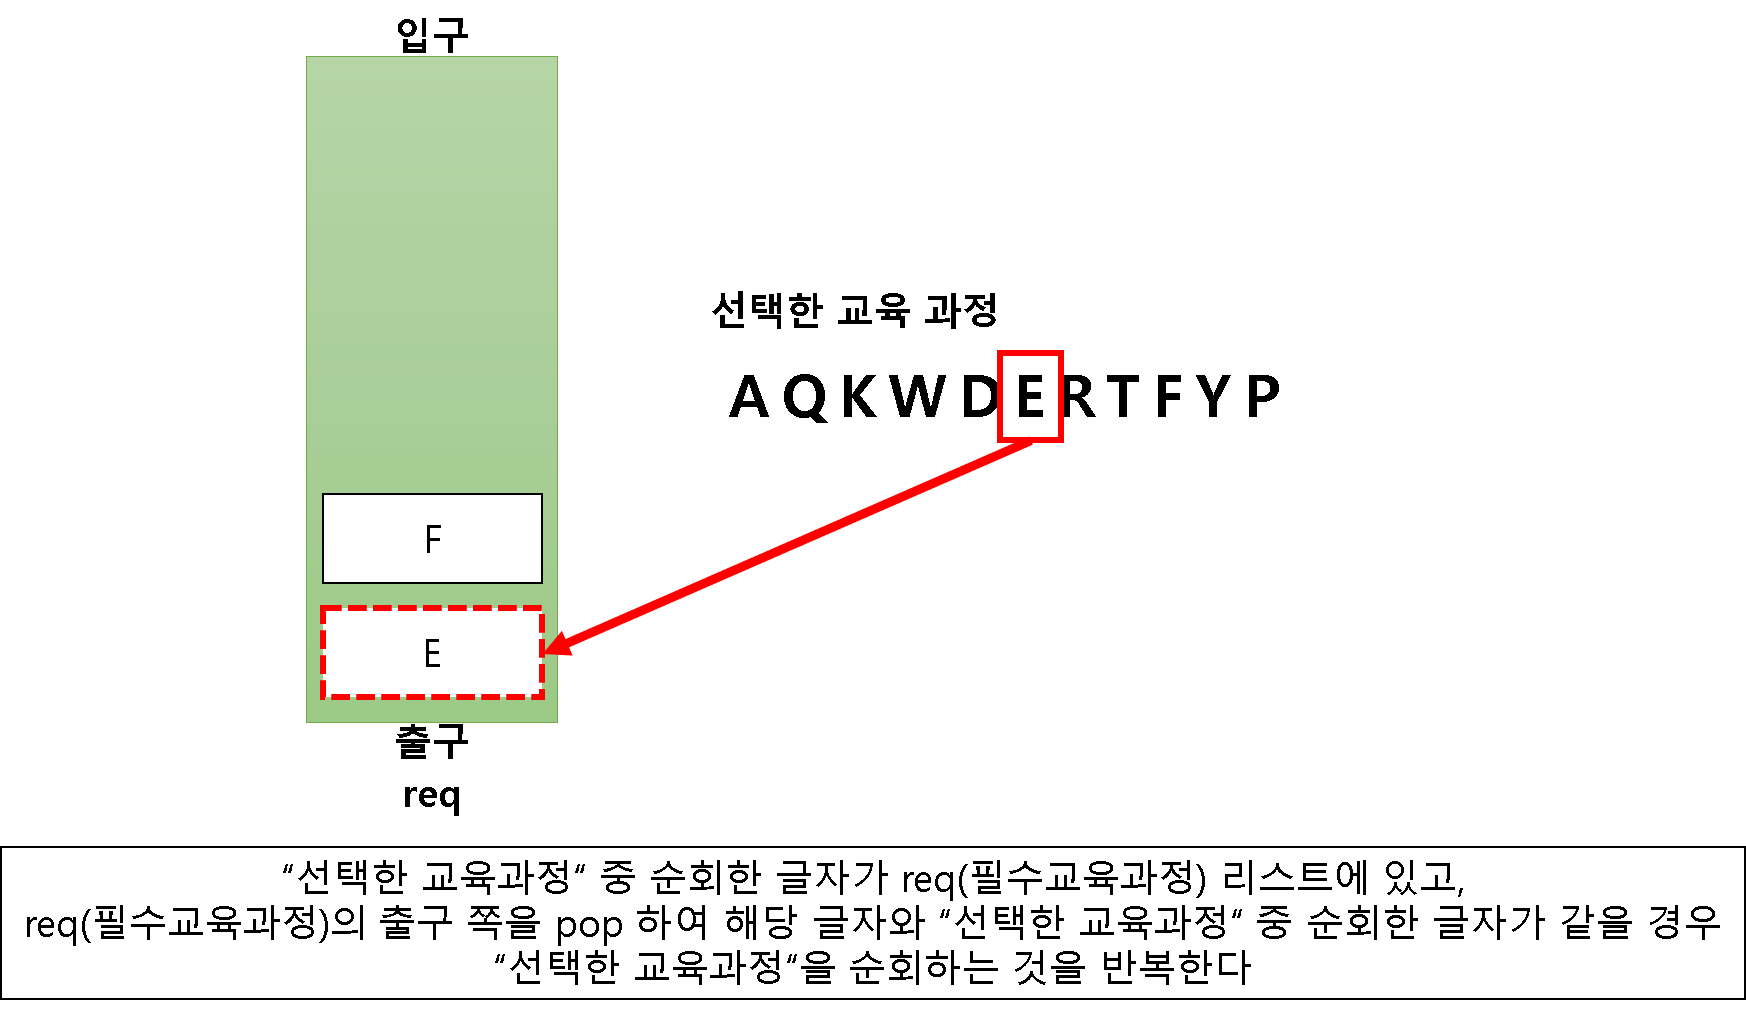 입구
선택한 교육 과정
A Q K W D E R T F Y P
F
E
출구
req
“선택한 교육과정“ 중 순회한 글자가 req(필수교육과정) 리스트에 있고,
req(필수교육과정)의 출구 쪽을 pop 하여 해당 글자와 “선택한 교육과정“ 중 순회한 글자가 같을 경우
“선택한 교육과정“을 순회하는 것을 반복한다